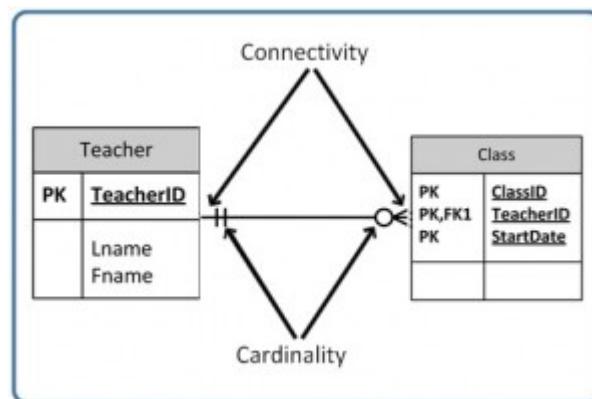 Connectivity
Teacher
PK TeacherID
Lname
Fname
Class
PK ClassID
PK,FK1 TeacherID
PK StartDate
Cardinality